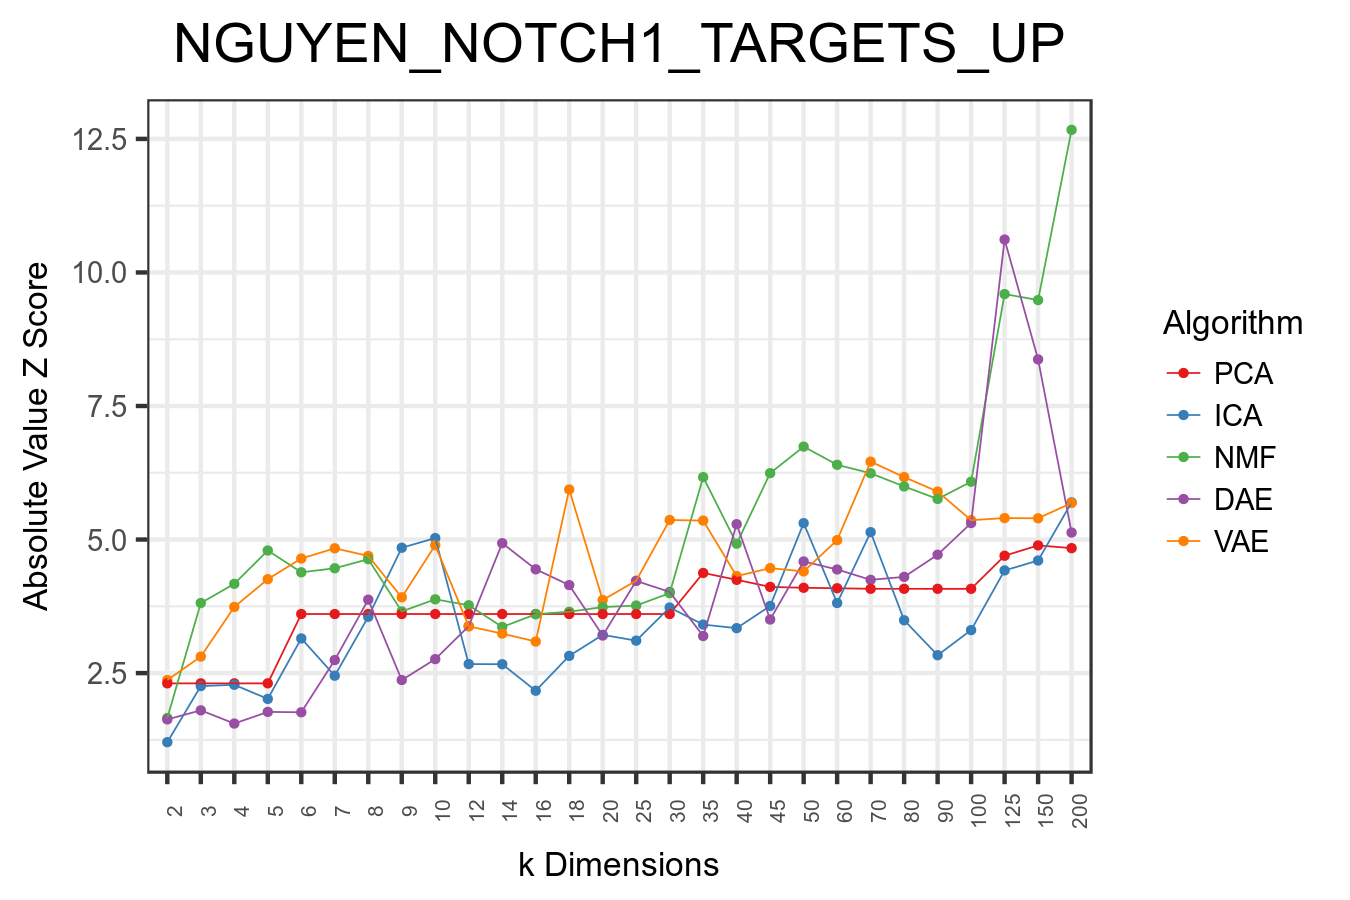 NGUYEN_NOTCH1_TARGETS_UP
Absolute Value Z Score
12.5
10.0
7.5
5.0
2.5
2 3 4 5 6 7 8 9 10 12 14 16 18 20 25 30 35 40 45 50 60 70 80 90 100 125 150 200
k Dimensions
Algorithm
PCA
ICA
NMF
DAE
VAE